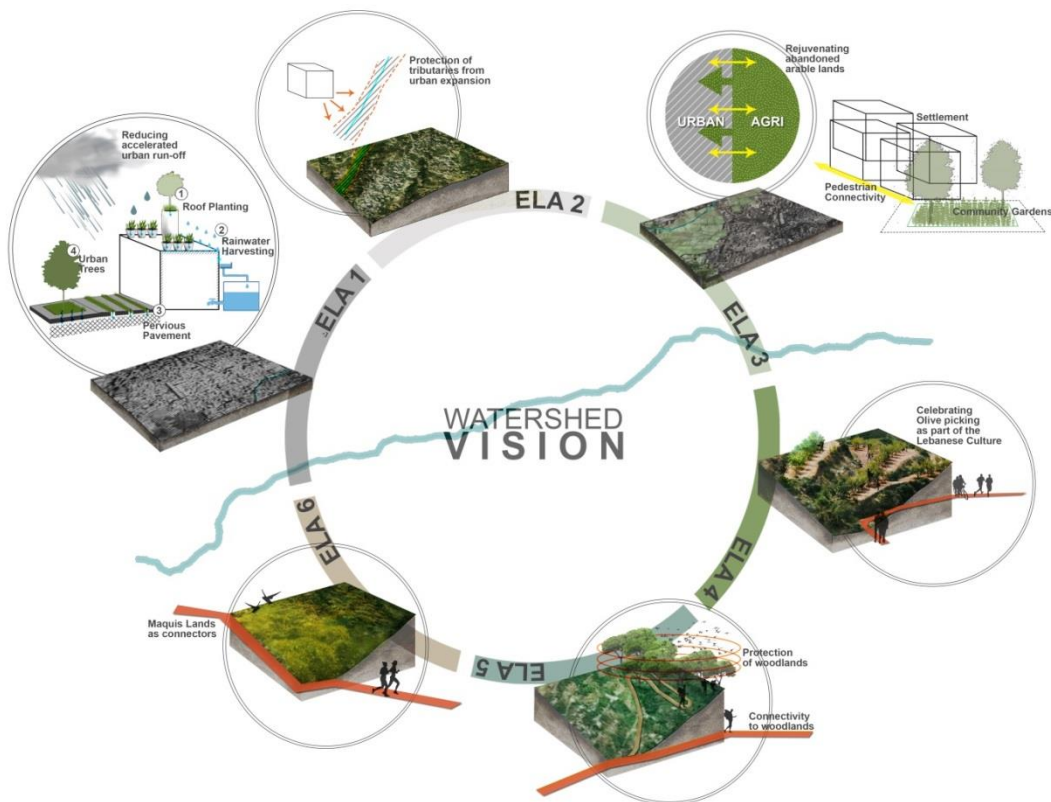 Protection of
tributaries from
urban expansion
Rejuvenating
abandoned
arable lands
URBAN
AGRI
Settlement
Pedestrian
Connectivity
Community Gardens
Reducing
accelerated
urban run-off
1
Roof Planting
2
Rainwater
Harvesting
4
Urban
Trees
3
Pervious
Pavement
ELA 1
ELA 2
ELA 3
WATERSHED
VISION
Celebrating
Olive picking
as part of the
Lebanese Culture
ELA 4
ELA 5
ELA 6
Maquis Lands
as connectors
Protection
of woodlands
Connectivity
to woodlands